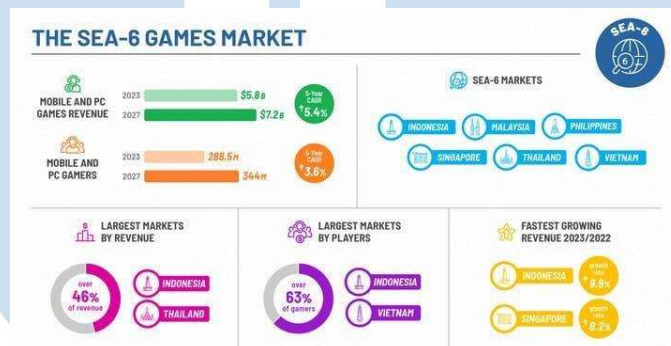 THE SEA-6 GAMES MARKET
SEA-6
6
MOBILE AND PC
GAMES REVENUE
2023
$5.8B
2027
$7.2B
5-Year
CAGR
↑5.4%
MOBILE AND
PC GAMERS
2023
286.5M
2027
344M
5-Year
CAGR
↑3.6%
SEA-6 MARKETS
INDONESIA
MALAYSIA
PHILIPPINES
SINGAPORE
THAILAND
VIETNAM
LARGEST MARKETS
BY REVENUE
over
46%
of revenue
INDONESIA
THAILAND
LARGEST MARKETS
BY PLAYERS
over
63%
of gamers
INDONESIA
VIETNAM
FASTEST GROWING
REVENUE 2023/2022
INDONESIA
growth
rate
↑9.9%
SINGAPORE
growth
rate
↑8.2%